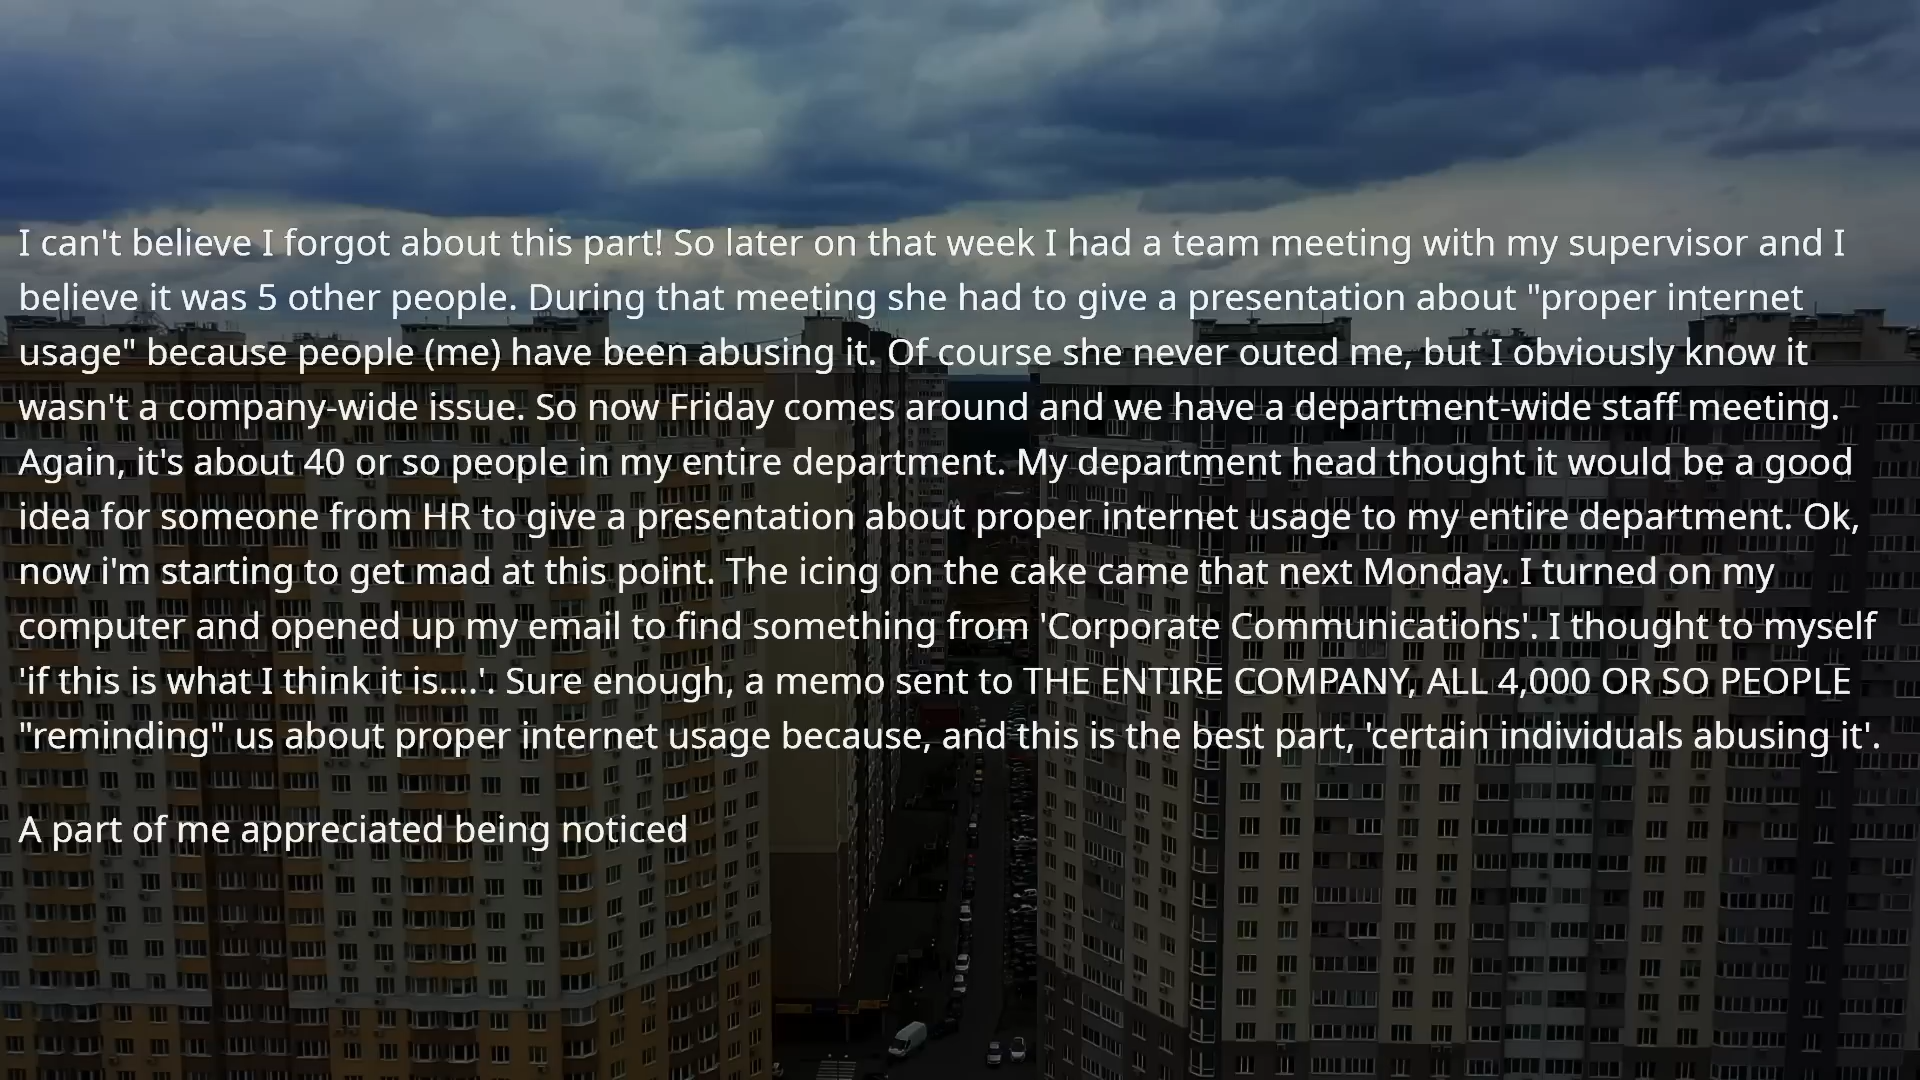 I can't believe I forgot about this part! So later on that week I had a team meeting with my supervisor and I
believe it was 5 other people. During that meeting she had to give a presentation about "proper internet
usage" because people (me) have been abusing it. Of course she never outed me, but I obviously know it
wasn't a company-wide issue. So now Friday comes around and we have a department-wide staff meeting.
Again, it's about 40 or so people in my entire department. My department head thought it would be a good
idea for someone from HR to give a presentation about proper internet usage to my entire department. Ok,
now i'm starting to get mad at this point. The icing on the cake came that next Monday. I turned on my
computer and opened up my email to find something from 'Corporate Communications'. I thought to myself
'if this is what I think it is....'. Sure enough, a memo sent to THE ENTIRE COMPANY, ALL 4,000 OR SO PEOPLE
"reminding" us about proper internet usage because, and this is the best part, 'certain individuals abusing it'.
A part of me appreciated being noticed